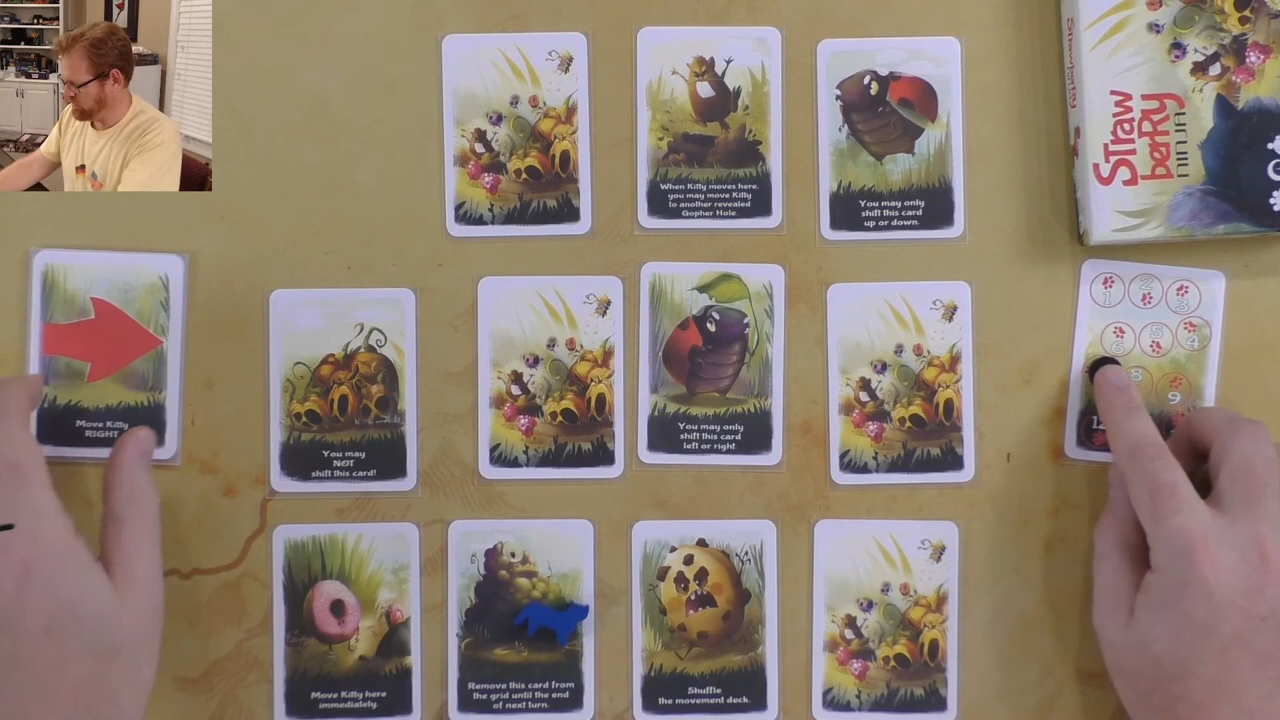 When Kitty moves here,
you may move Kitty
to another revealed
Gopher Hole.
You may only
shift this card
up or down.
STRAW
beRRY
NINJA
Strawberry
Move Kitty
RIGHT
You may
NOT
shift this card!
You may only
shift this card
left or right.
1 2 3
6 5 4
8 9
Move Kitty here
immediately.
Remove this card from
the grid until the end
of next turn.
Shuffle
the movement deck.